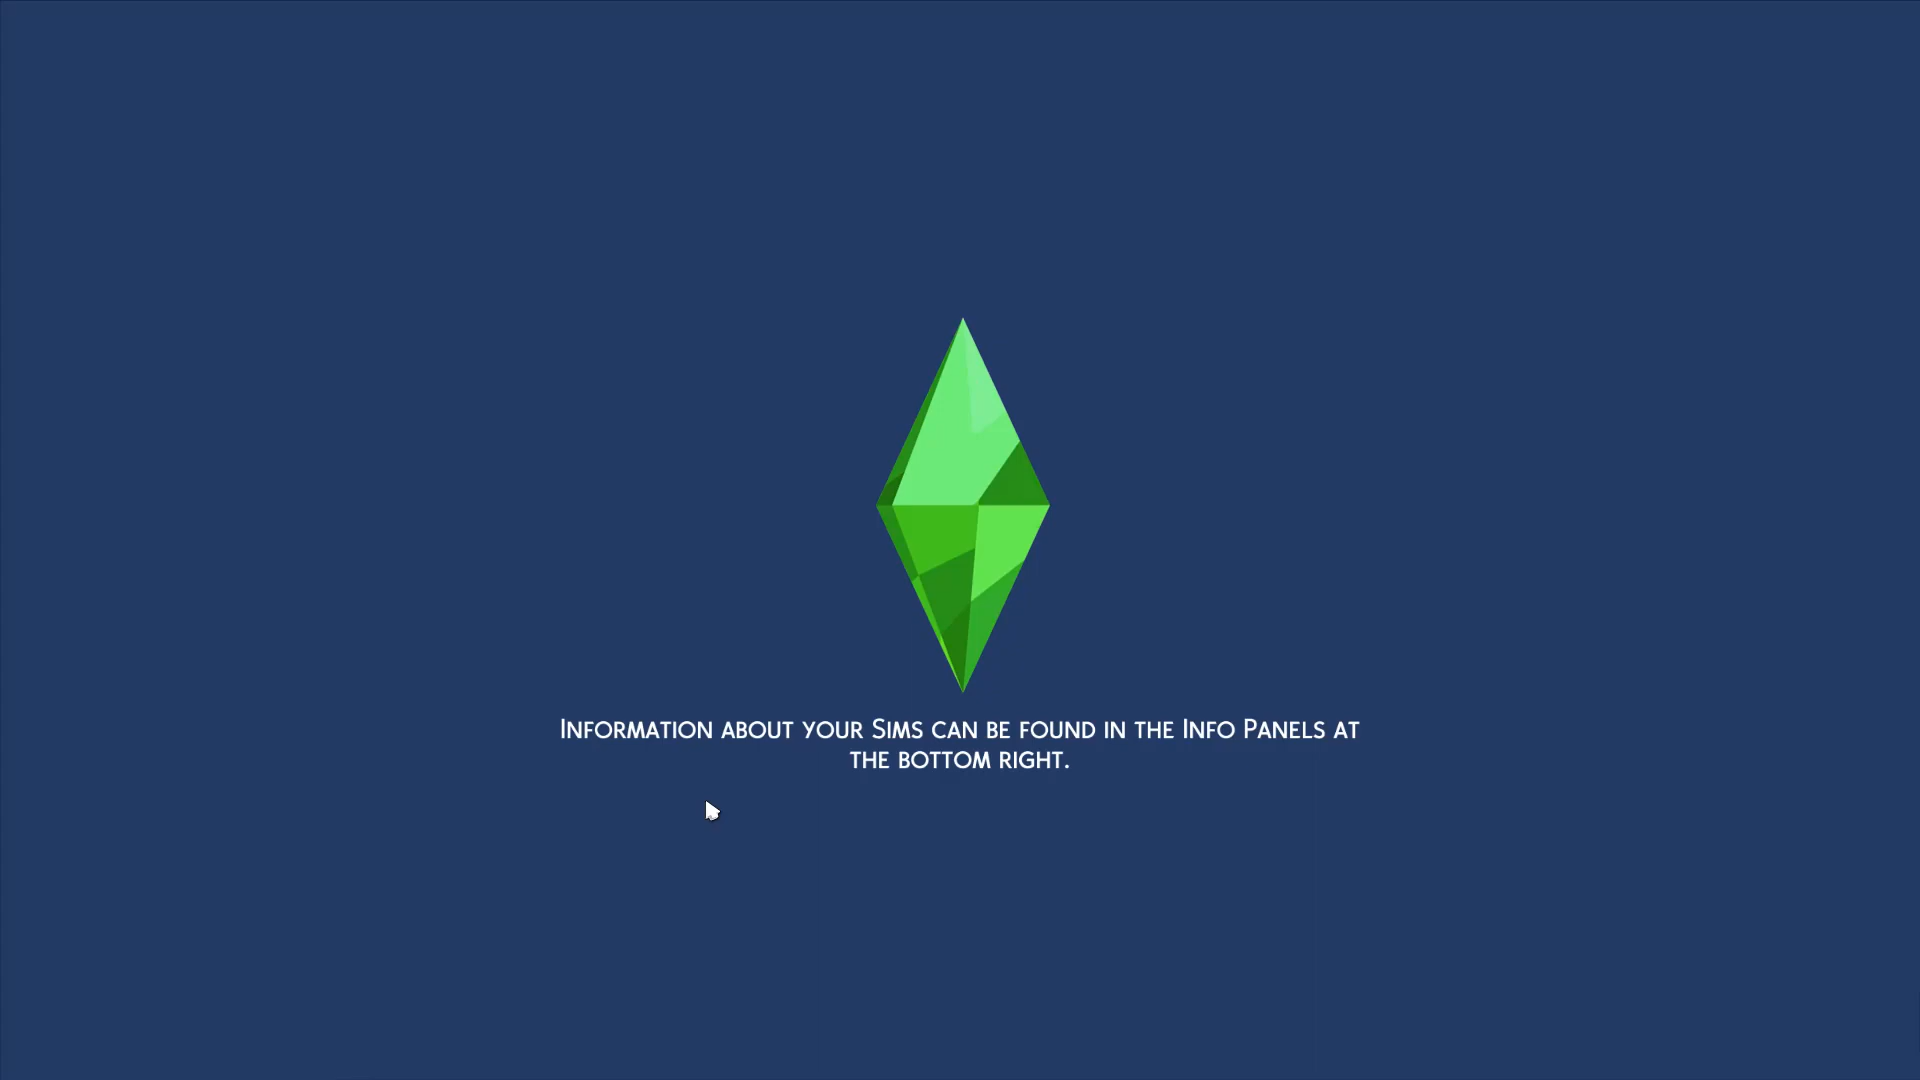 Information about your Sims can be found in the Info Panels at
the bottom right.